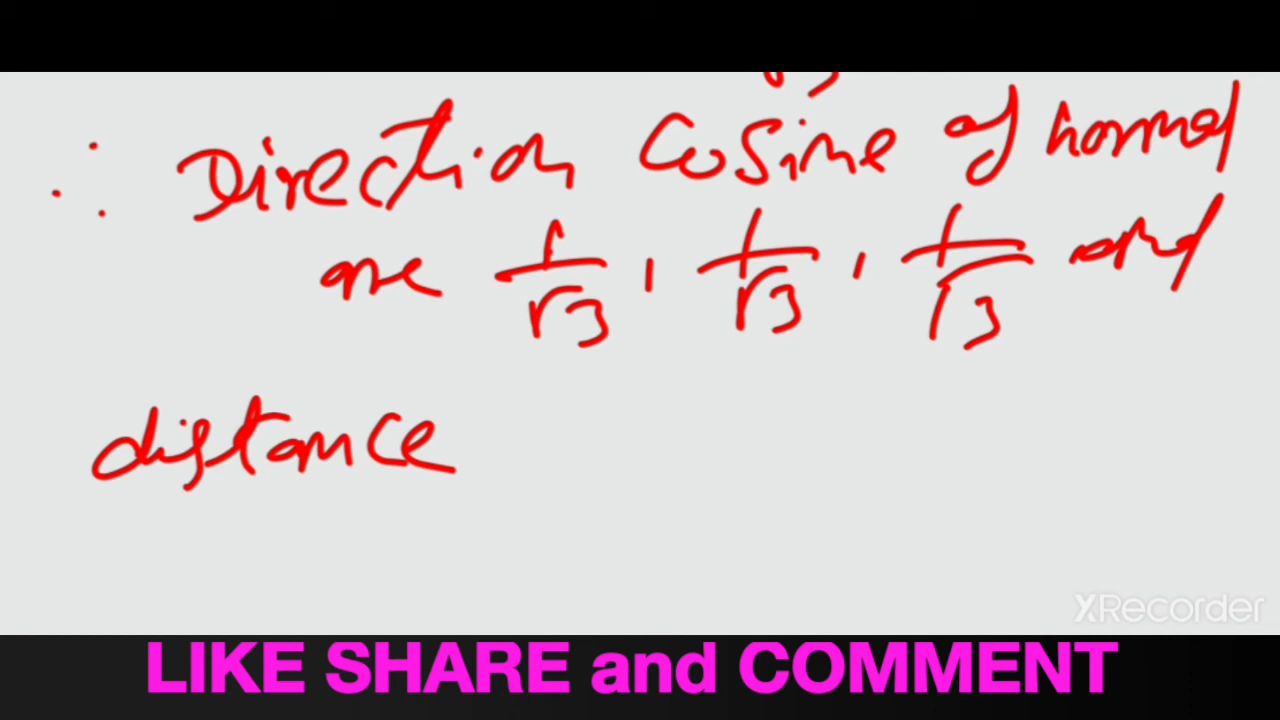 ∴ Direction Cosine of normal
are 1/√3, 1/√3, 1/√3 and
distance
XRecorder
LIKE SHARE and COMMENT